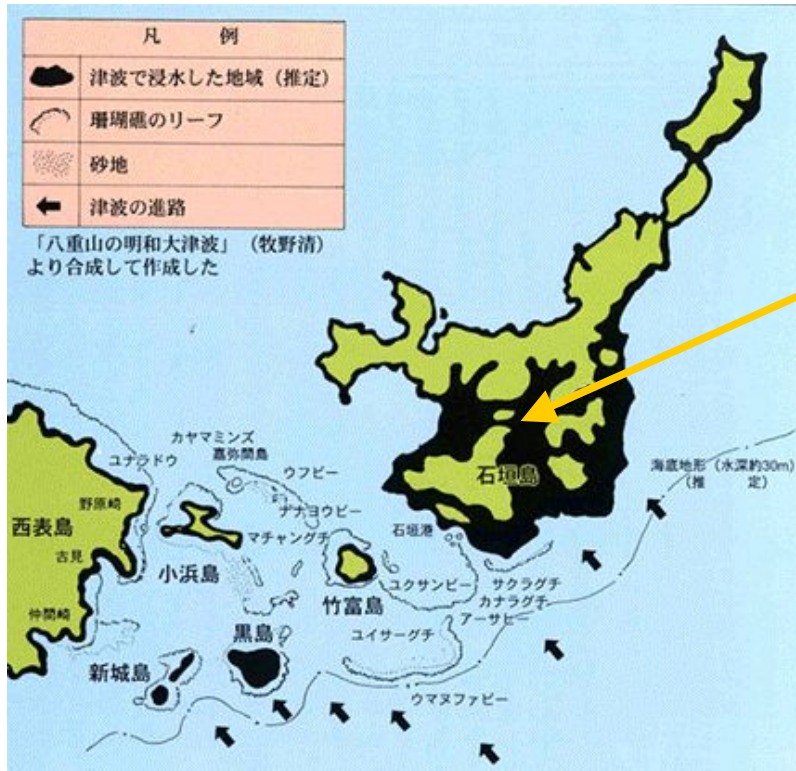 凡 例
津波で浸水した地域(推定)
珊瑚礁のリーフ
砂地
津波の進路
「八重山の明和大津波」(牧野清)
より合成して作成した
カヤマミンズ
嘉弥間島
ユナラドウ
ウフビー
野原崎
ナナヨウビー
石垣島
海底地形(水深約30m)
(推 定)
西表島
マチャングチ
石垣港
古見
小浜島
竹富島
ユクサンビー
サクラグチ
カナラグチ
アーサビー
仲間崎
黒島
ユイサーグチ
新城島
ウマヌファビー